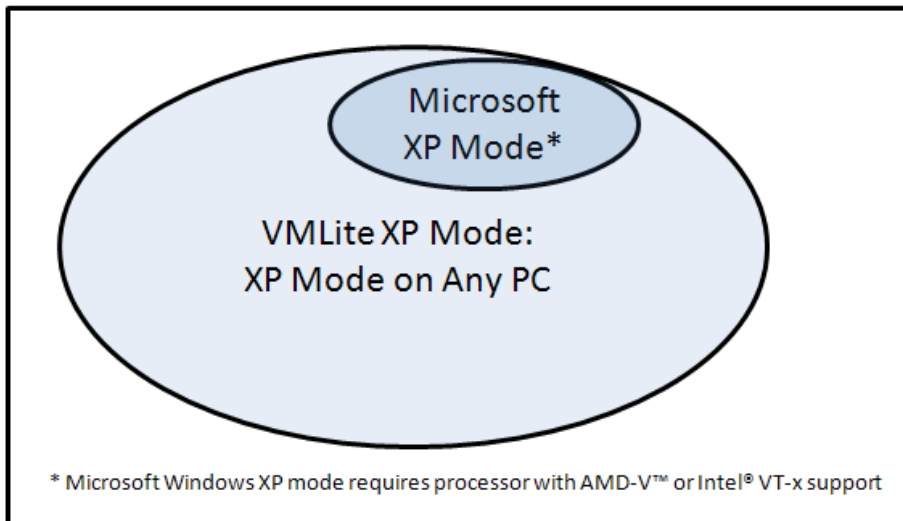 Microsoft
XP Mode*
VMLite XP Mode:
XP Mode on Any PC
* Microsoft Windows XP mode requires processor with AMD-V™ or Intel® VT-x support